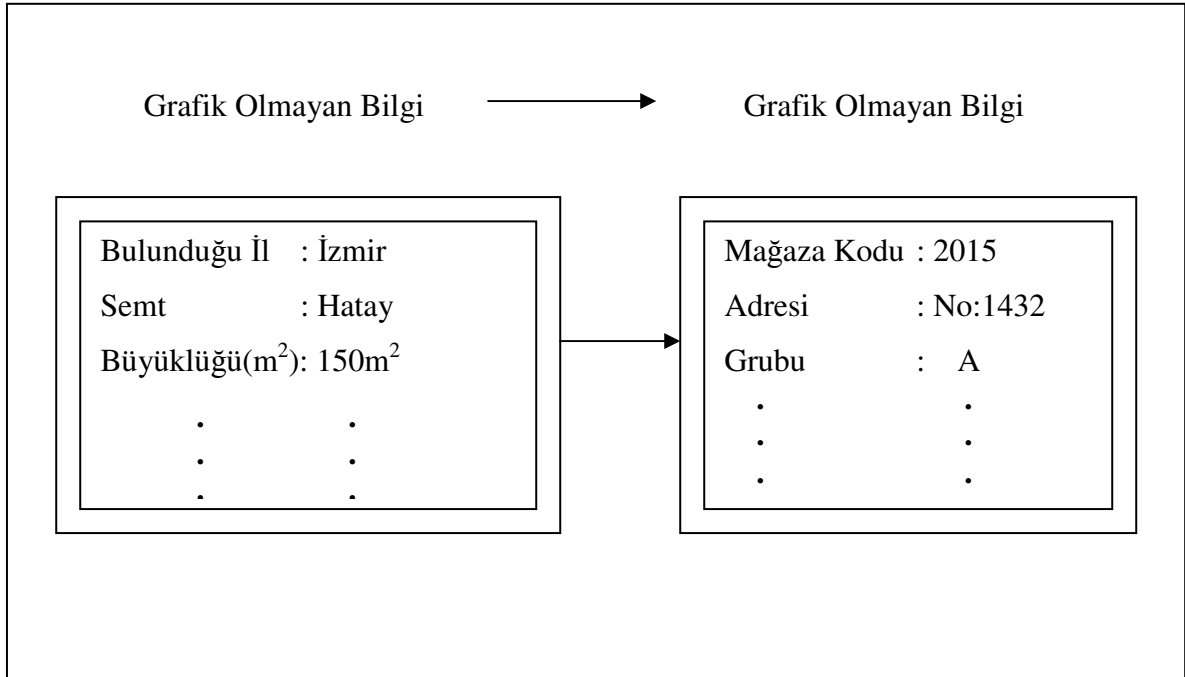 Grafik Olmayan Bilgi Grafik Olmayan Bilgi
Bulunduğu İl : İzmir
Semt : Hatay
Büyüklüğü(m²): 150m²
. .
. .
. .
Mağaza Kodu : 2015
Adresi : No:1432
Grubu : A
. .
. .
. .